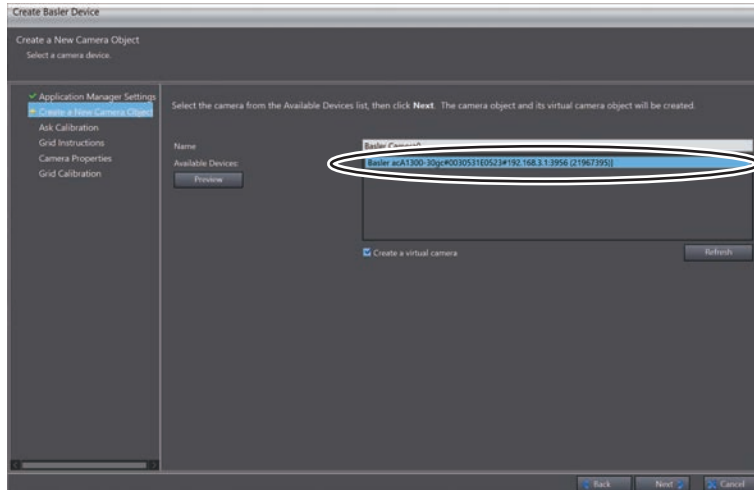 Create Basler Device
Create a New Camera Object
Select a camera device.
Application Manager Settings
Create a New Camera Object
Ask Calibration
Grid Instructions
Camera Properties
Grid Calibration
Select the camera from the Available Devices list, then click Next. The camera object and its virtual camera object will be created.
Name
Basler Camera0
Available Devices:
Basler acA1300-30gc#0030531E0523#192.168.3.1:3956 (21967395)]
Preview
Create a virtual camera
Refresh
Back
Next
Cancel